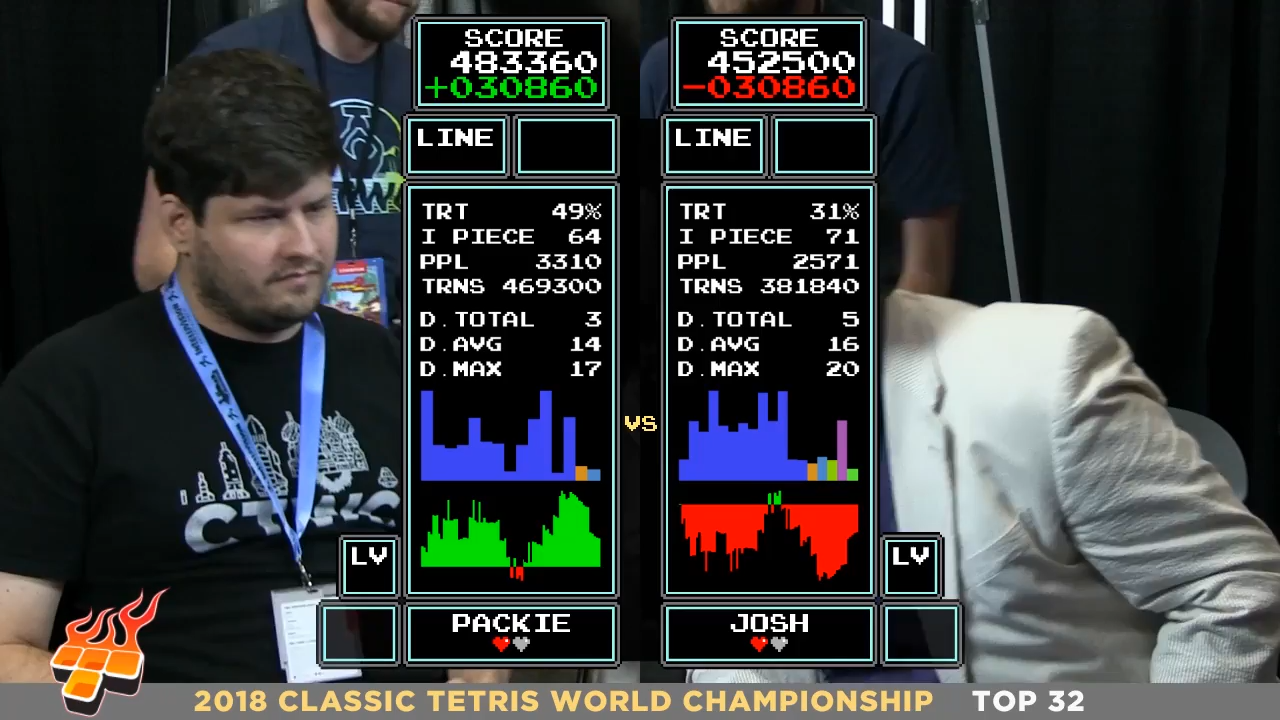 SCORE
483360
+030860
LINE
TRT 49%
I PIECE 64
PPL 3310
TRNS 469300
D.TOTAL 3
D.AVG 14
D.MAX 17
LV
PACKIE
VS
SCORE
452500
-030860
LINE
TRT 31%
I PIECE 71
PPL 2571
TRNS 381840
D.TOTAL 5
D.AVG 16
D.MAX 20
LV
JOSH
CTWC
2018 CLASSIC TETRIS WORLD CHAMPIONSHIP TOP 32